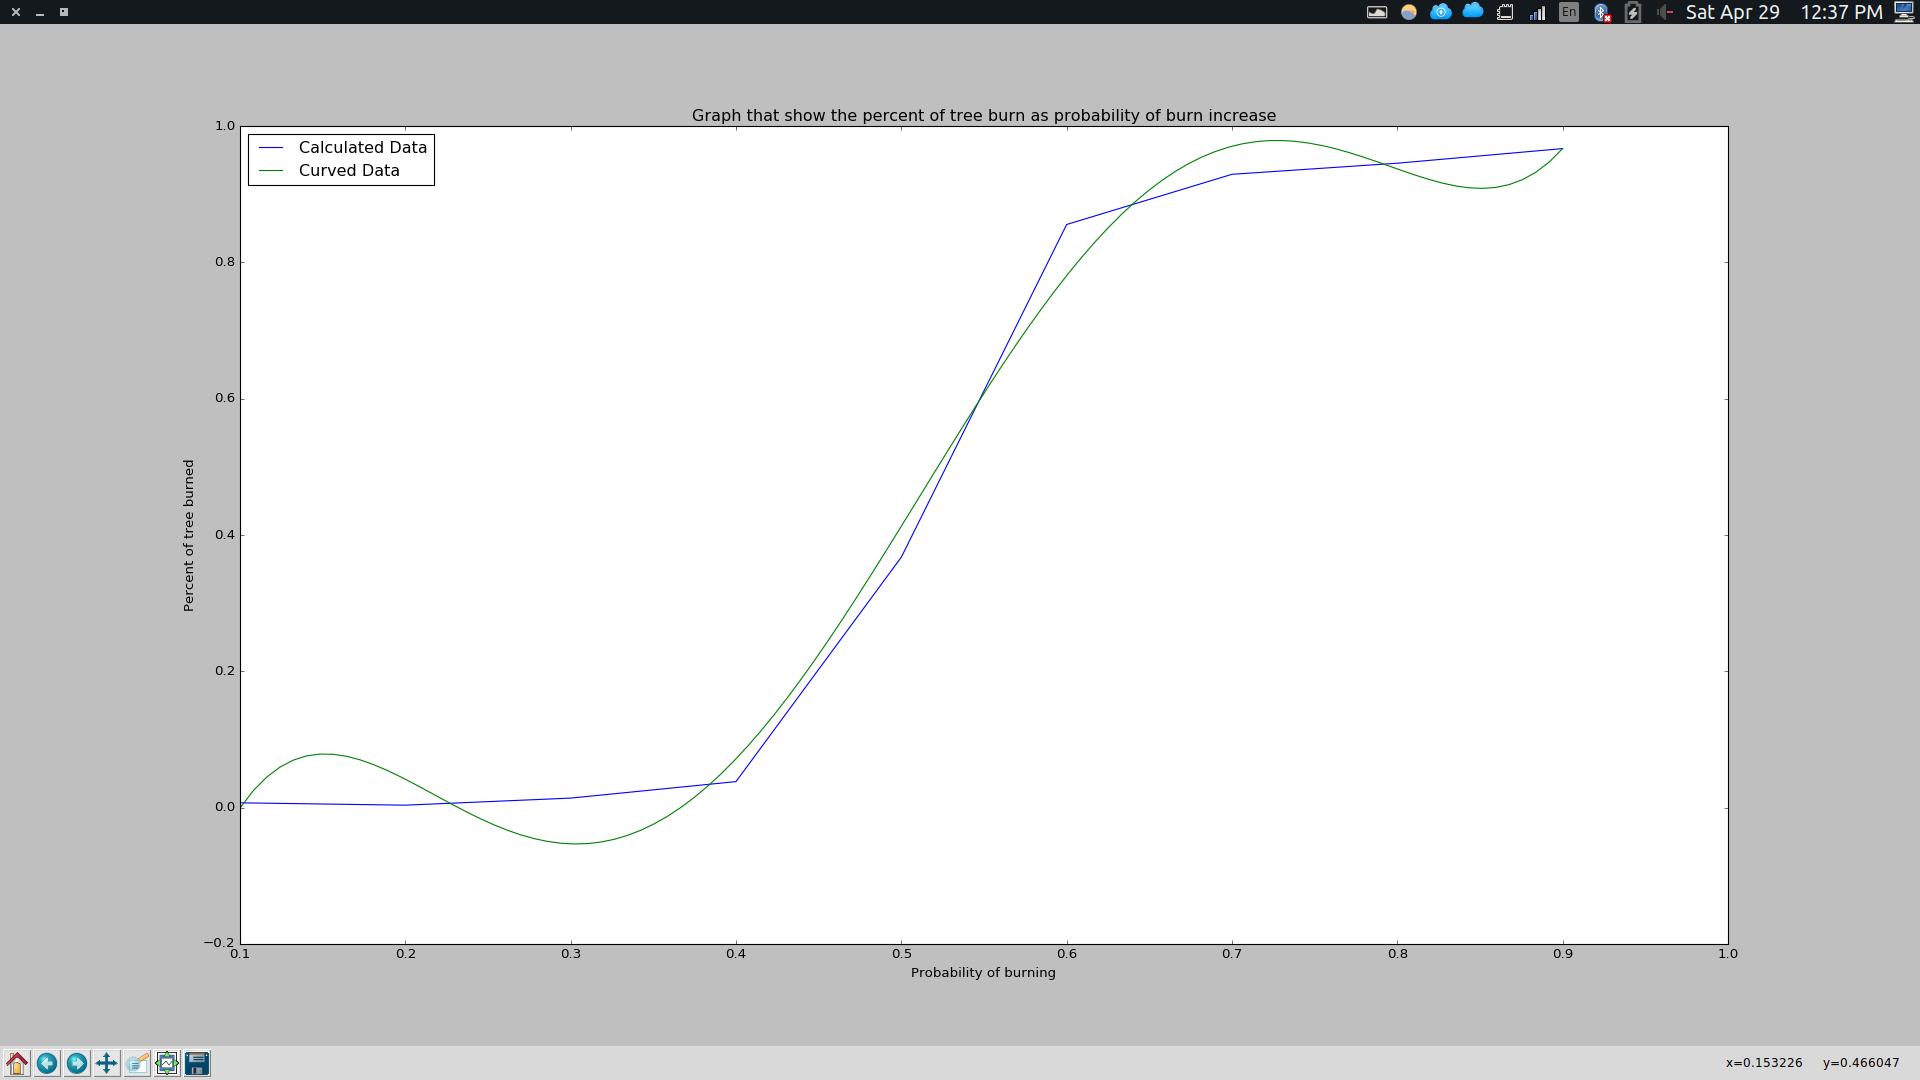 En
Sat Apr 29 12:37 PM
Graph that show the percent of tree burn as probability of burn increase
Calculated Data
Curved Data
1.0
0.8
0.6
0.4
0.2
0.0
−0.2
Percent of tree burned
0.1 0.2 0.3 0.4 0.5 0.6 0.7 0.8 0.9 1.0
Probability of burning
x=0.153226 y=0.466047